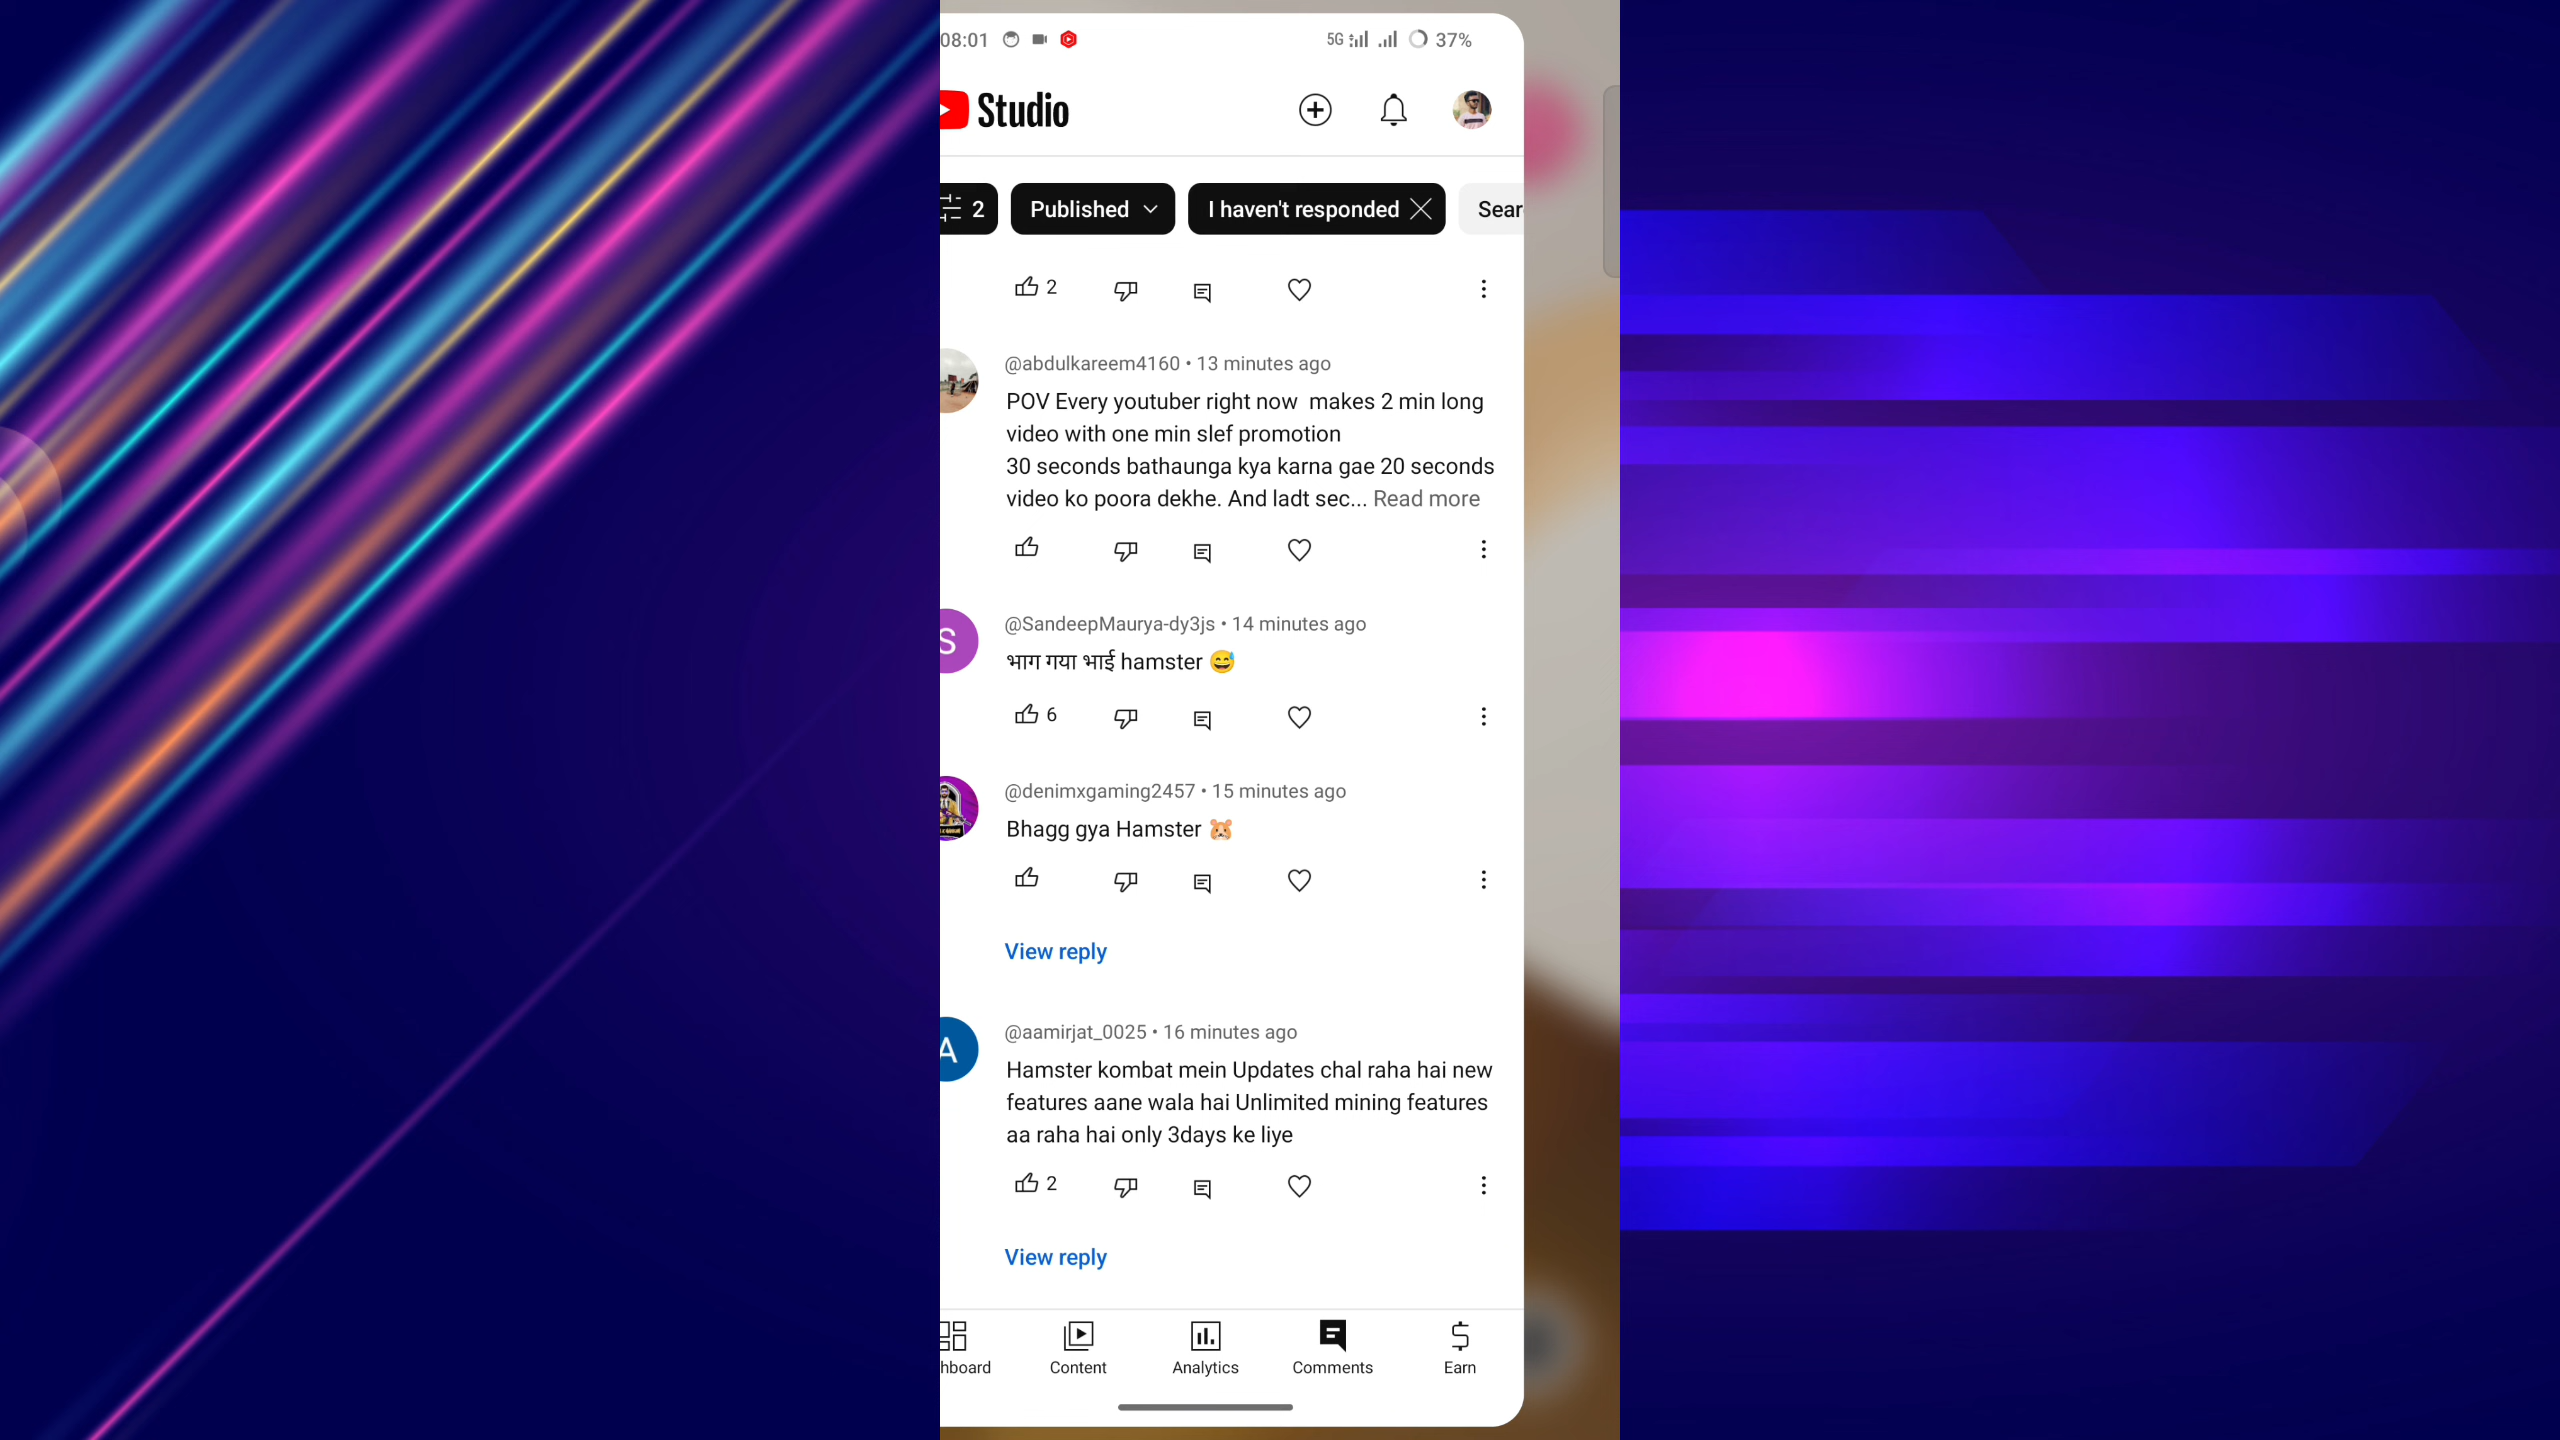 08:01 5G 37%
Studio
2 Published I haven't responded Sear
2
@abdulkareem4160 • 13 minutes ago
POV Every youtuber right now makes 2 min long
video with one min slef promotion
30 seconds bathaunga kya karna gae 20 seconds
video ko poora dekhe. And ladt sec... Read more
S
@SandeepMaurya-dy3js • 14 minutes ago
भाग गया भाई hamster 😅
6
@denimxgaming2457 • 15 minutes ago
Bhagg gya Hamster 🐹
View reply
A
@aamirjat_0025 • 16 minutes ago
Hamster kombat mein Updates chal raha hai new
features aane wala hai Unlimited mining features
aa raha hai only 3days ke liye
2
View reply
hboard Content Analytics Comments Earn